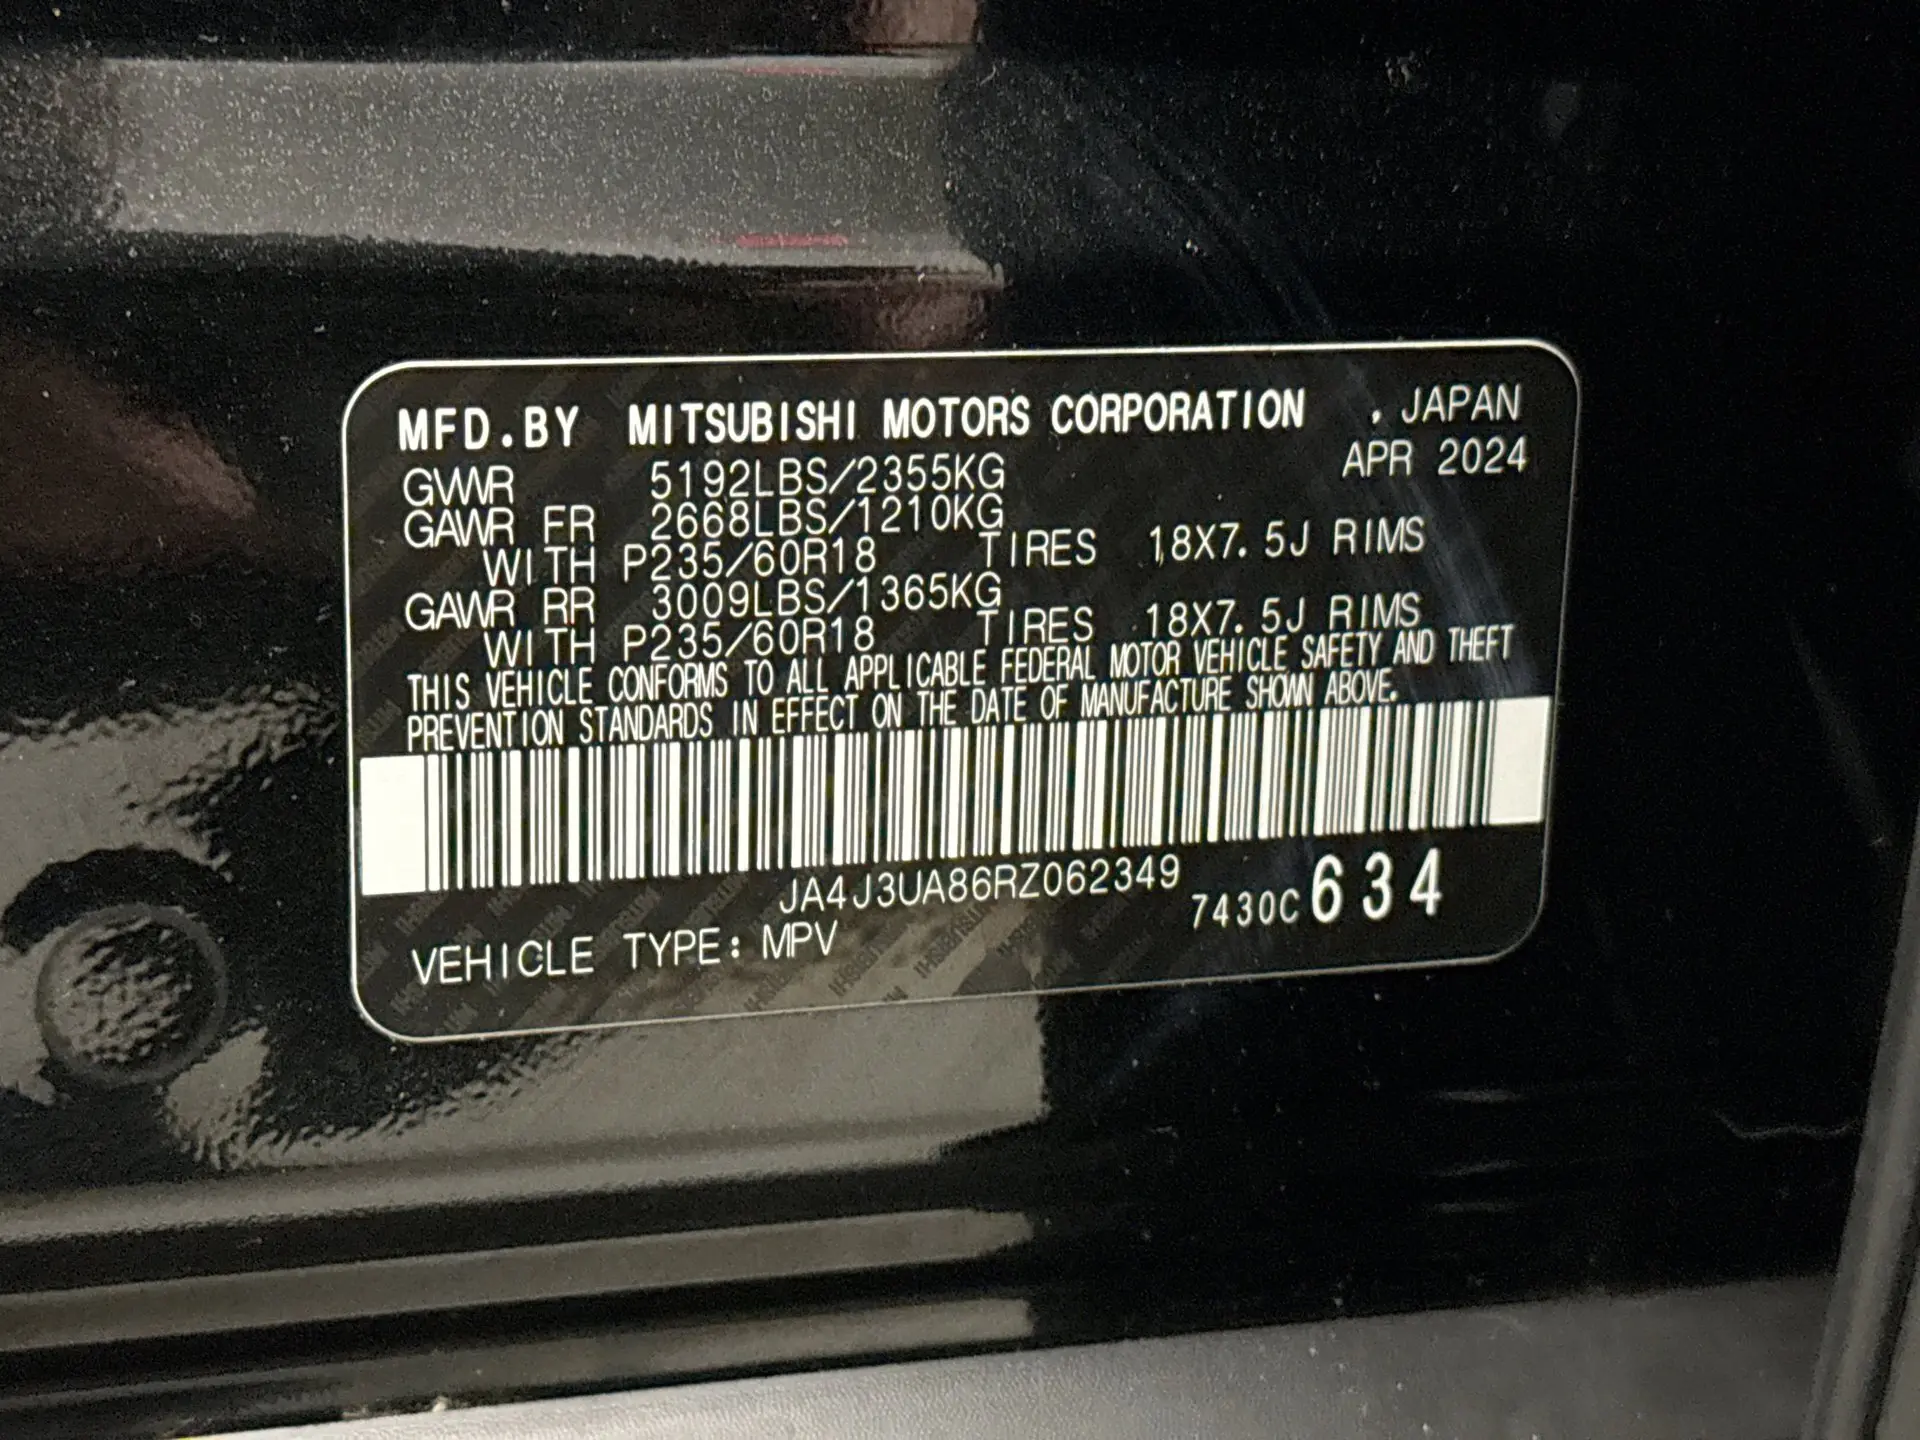 MFD.BY MITSUBISHI MOTORS CORPORATION , JAPAN
APR 2024
GVWR 5192LBS/2355KG
GAWR FR 2668LBS/1210KG
WITH P235/60R18 TIRES 18X7.5J RIMS
GAWR RR 3009LBS/1365KG
WITH P235/60R18 TIRES 18X7.5J RIMS
THIS VEHICLE CONFORMS TO ALL APPLICABLE FEDERAL MOTOR VEHICLE SAFETY AND THEFT
PREVENTION STANDARDS IN EFFECT ON THE DATE OF MANUFACTURE SHOWN ABOVE.
JA4J3UA86RZ062349
7430C 634
VEHICLE TYPE: MPV